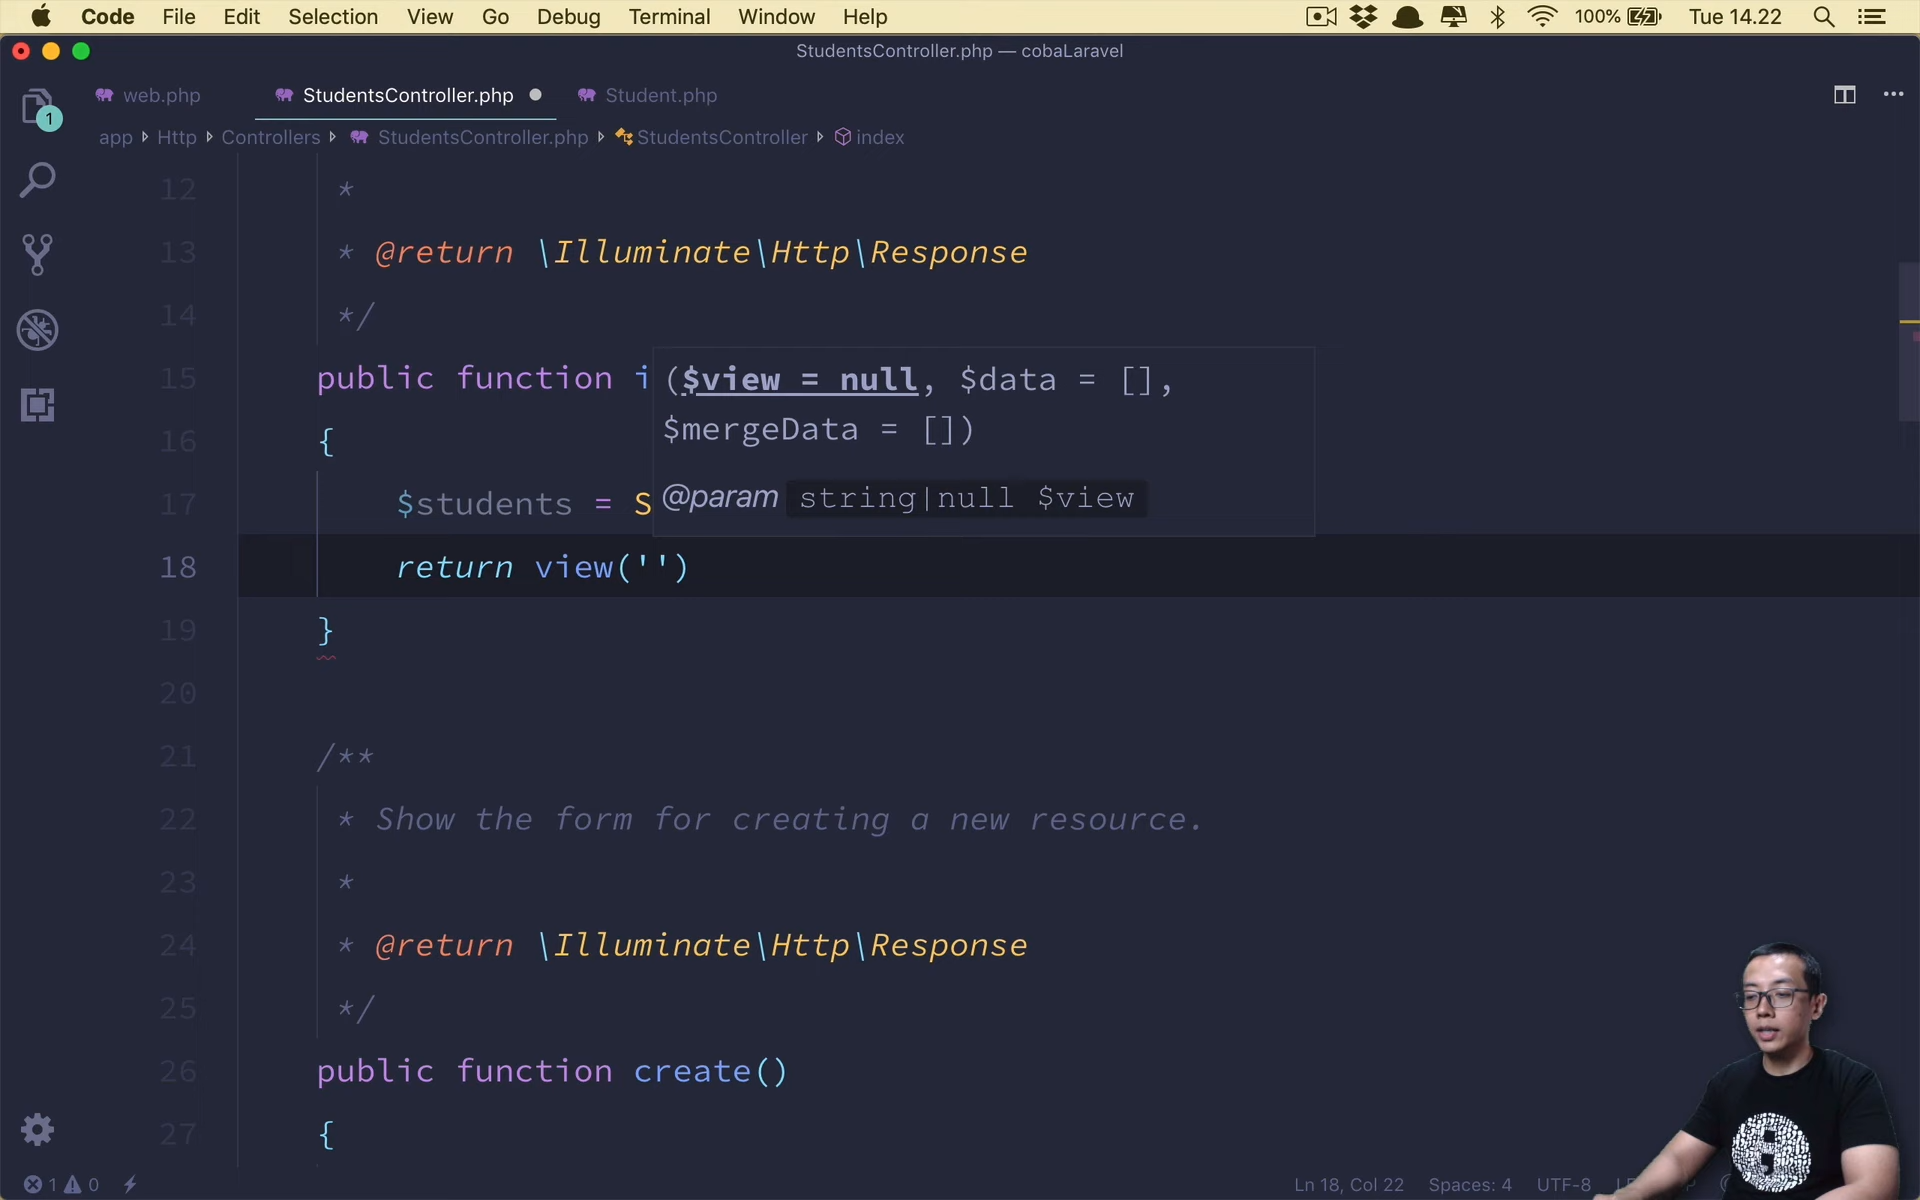 Code File Edit Selection View Go Debug Terminal Window Help 100% Tue 14.22
StudentsController.php — cobaLaravel
1
web.php StudentsController.php Student.php
app Http Controllers StudentsController.php StudentsController index
12 *
13 * @return \Illuminate\Http\Response
14 */
15 public function i
($view = null, $data = [],
$mergeData = [])
@param string|null $view
16 {
17 $students = S
18 return view('')
19 }
20
21 /**
22 * Show the form for creating a new resource.
23 *
24 * @return \Illuminate\Http\Response
25 */
26 public function create()
27 {
1 0 Ln 18, Col 22 Spaces: 4 UTF-8